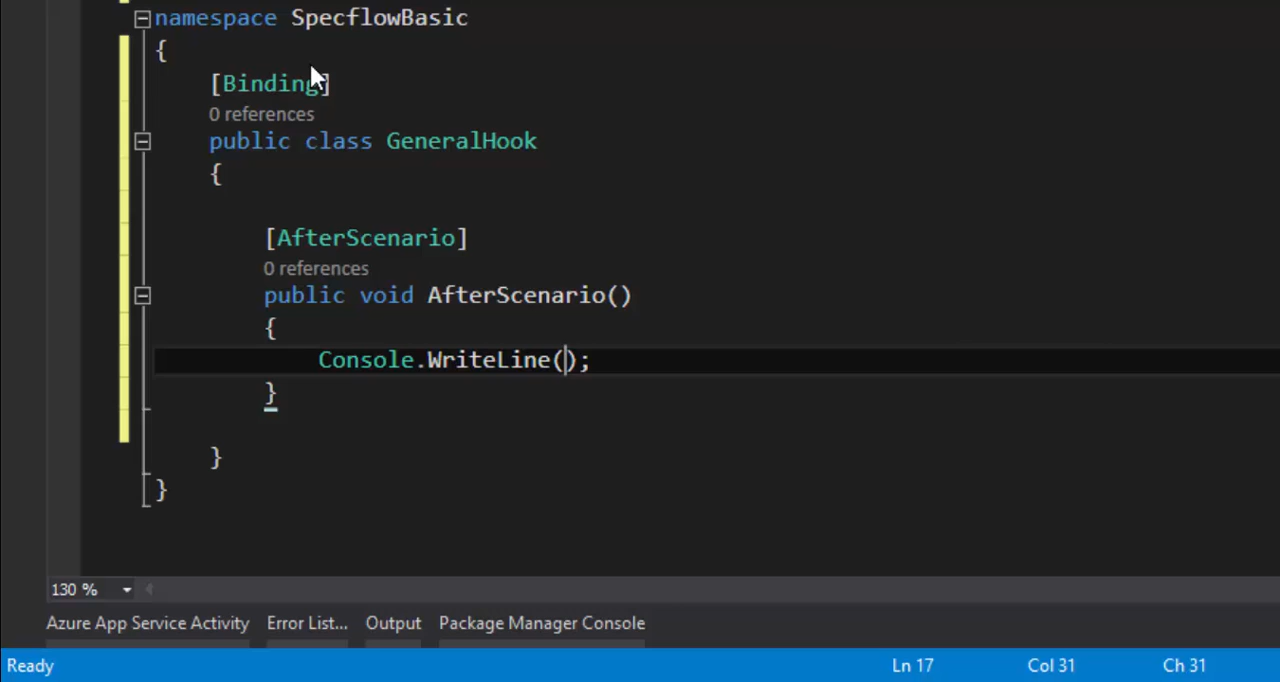 namespace SpecflowBasic
{
[Binding]
0 references
public class GeneralHook
{
[AfterScenario]
0 references
public void AfterScenario()
{
Console.WriteLine();
}
}
}
130 %
Azure App Service Activity Error List... Output Package Manager Console
Ready Ln 17 Col 31 Ch 31